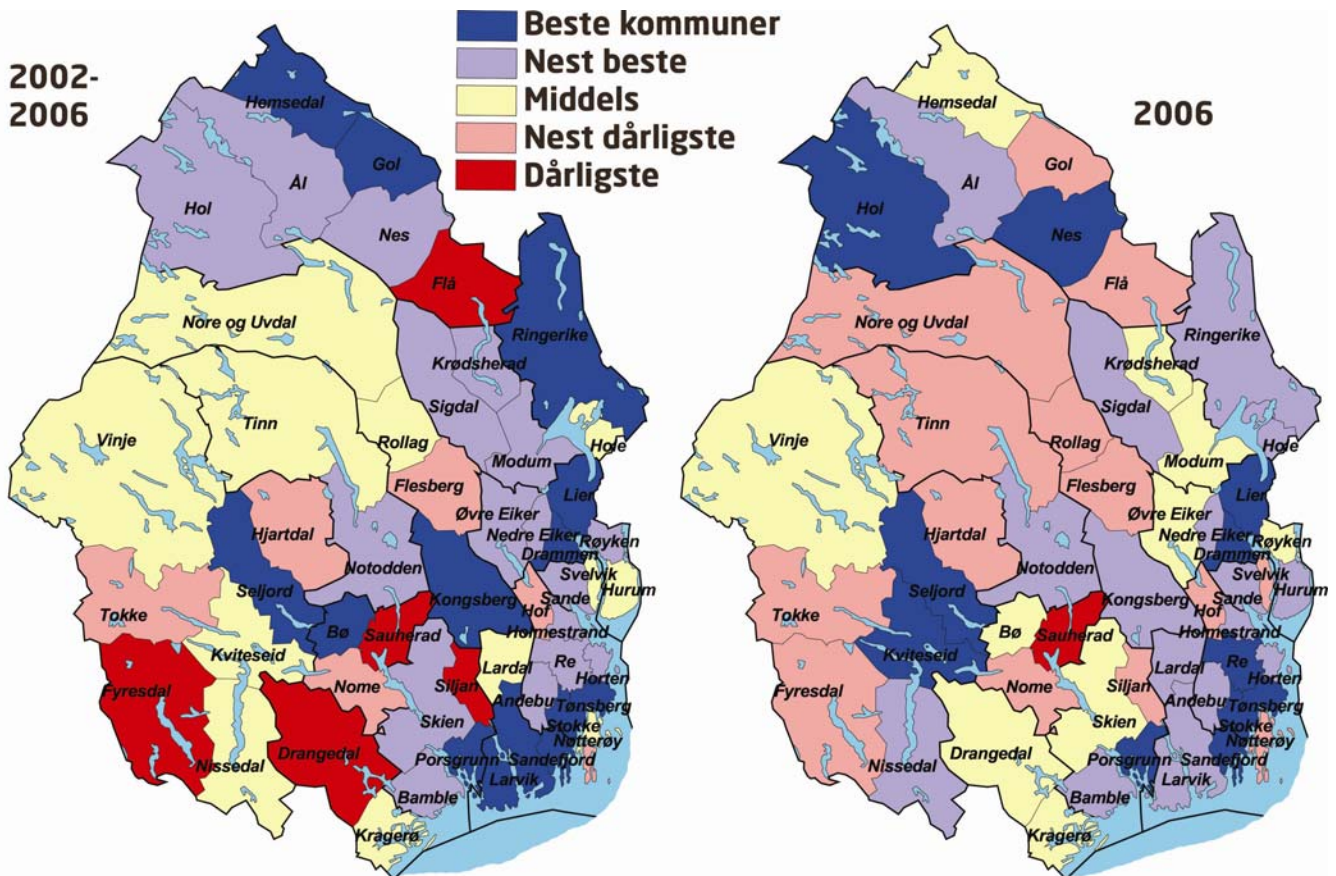 2002-
2006
Beste kommuner
Nest beste
Middels
Nest dårligste
Dårligste
2006
Hemsedal
Gol
Ål
Hol
Nes
Flå
Nore og Uvdal
Ringerike
Krødsherad
Sigdal
Tinn
Vinje
Rollag
Hole
Modum
Flesberg
Lier
Øvre Eiker
Hjartdal
Nedre Eiker
Drammen
Røyken
Notodden
Svelvik
Seljord
Hurum
Kongsberg
Sande
Tokke
Hof
Bø
Sauherad
Holmestrand
Kviteseid
Lardal
Re
Fyresdal
Nome
Siljan
Horten
Andebu
Tønsberg
Skien
Stokke
Drangedal
Nøtterøy
Nissedal
Porsgrunn
Sandefjord
Larvik
Bamble
Kragerø
Hemsedal
Gol
Ål
Hol
Nes
Flå
Nore og Uvdal
Ringerike
Krødsherad
Sigdal
Tinn
Vinje
Rollag
Hole
Modum
Flesberg
Lier
Øvre Eiker
Hjartdal
Nedre Eiker
Drammen
Røyken
Notodden
Svelvik
Seljord
Hurum
Kongsberg
Sande
Tokke
Hof
Bø
Sauherad
Holmestrand
Kviteseid
Lardal
Re
Fyresdal
Nome
Siljan
Horten
Andebu
Tønsberg
Skien
Stokke
Drangedal
Nøtterøy
Nissedal
Porsgrunn
Sandefjord
Larvik
Bamble
Kragerø